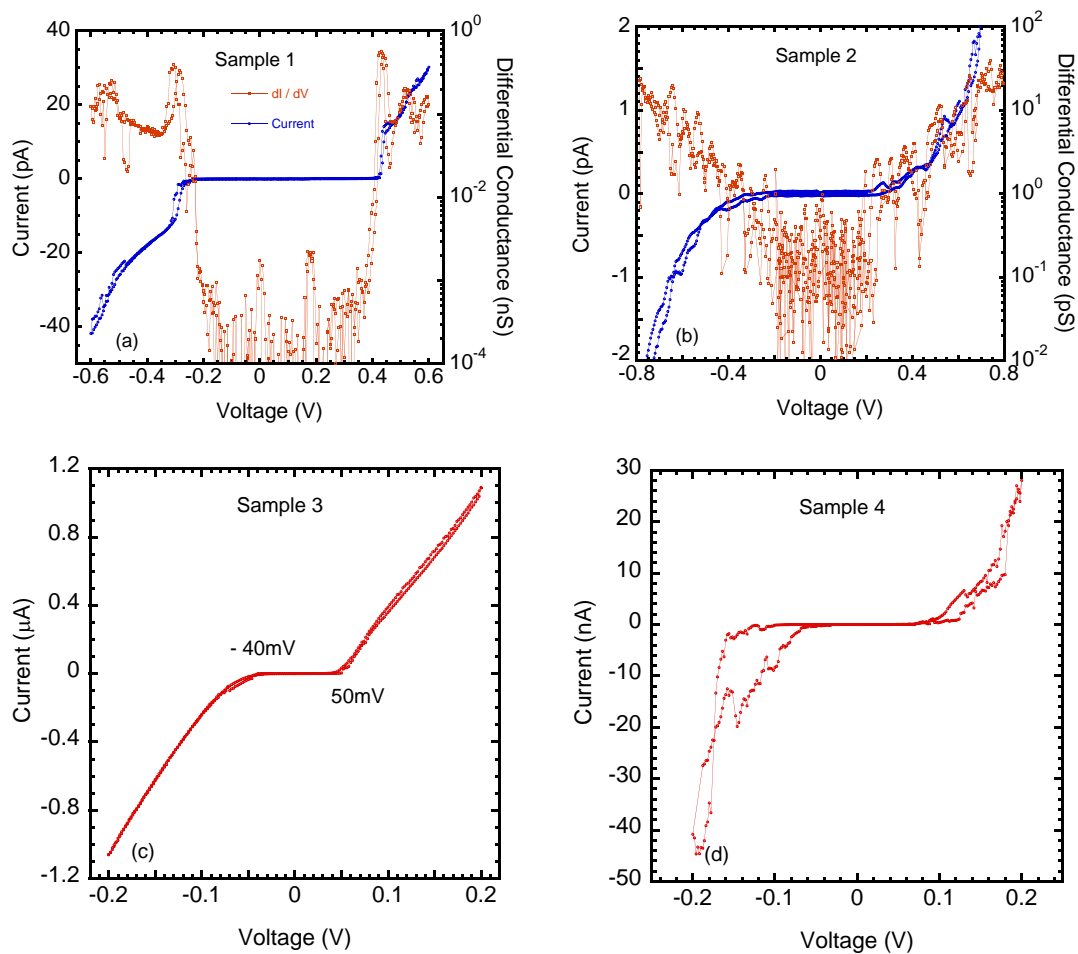 Sample 1
dI / dV
Current
(a)
40
20
0
-20
-40
Current (pA)
10^0
10^-2
10^-4
Differential Conductance (nS)
-0.6 -0.4 -0.2 0 0.2 0.4 0.6
Voltage (V)
Sample 2
(b)
2
1
0
-1
-2
Current (pA)
10^2
10^1
10^0
10^-1
10^-2
Differential Conductance (pS)
-0.8 -0.4 0 0.4 0.8
Voltage (V)
Sample 3
- 40mV
50mV
(c)
1.2
0.8
0.4
0
-0.4
-0.8
-1.2
Current (μA)
-0.2 -0.1 0 0.1 0.2
Voltage (V)
Sample 4
(d)
30
20
10
0
-10
-20
-30
-40
-50
Current (nA)
-0.2 -0.1 0 0.1 0.2
Voltage (V)